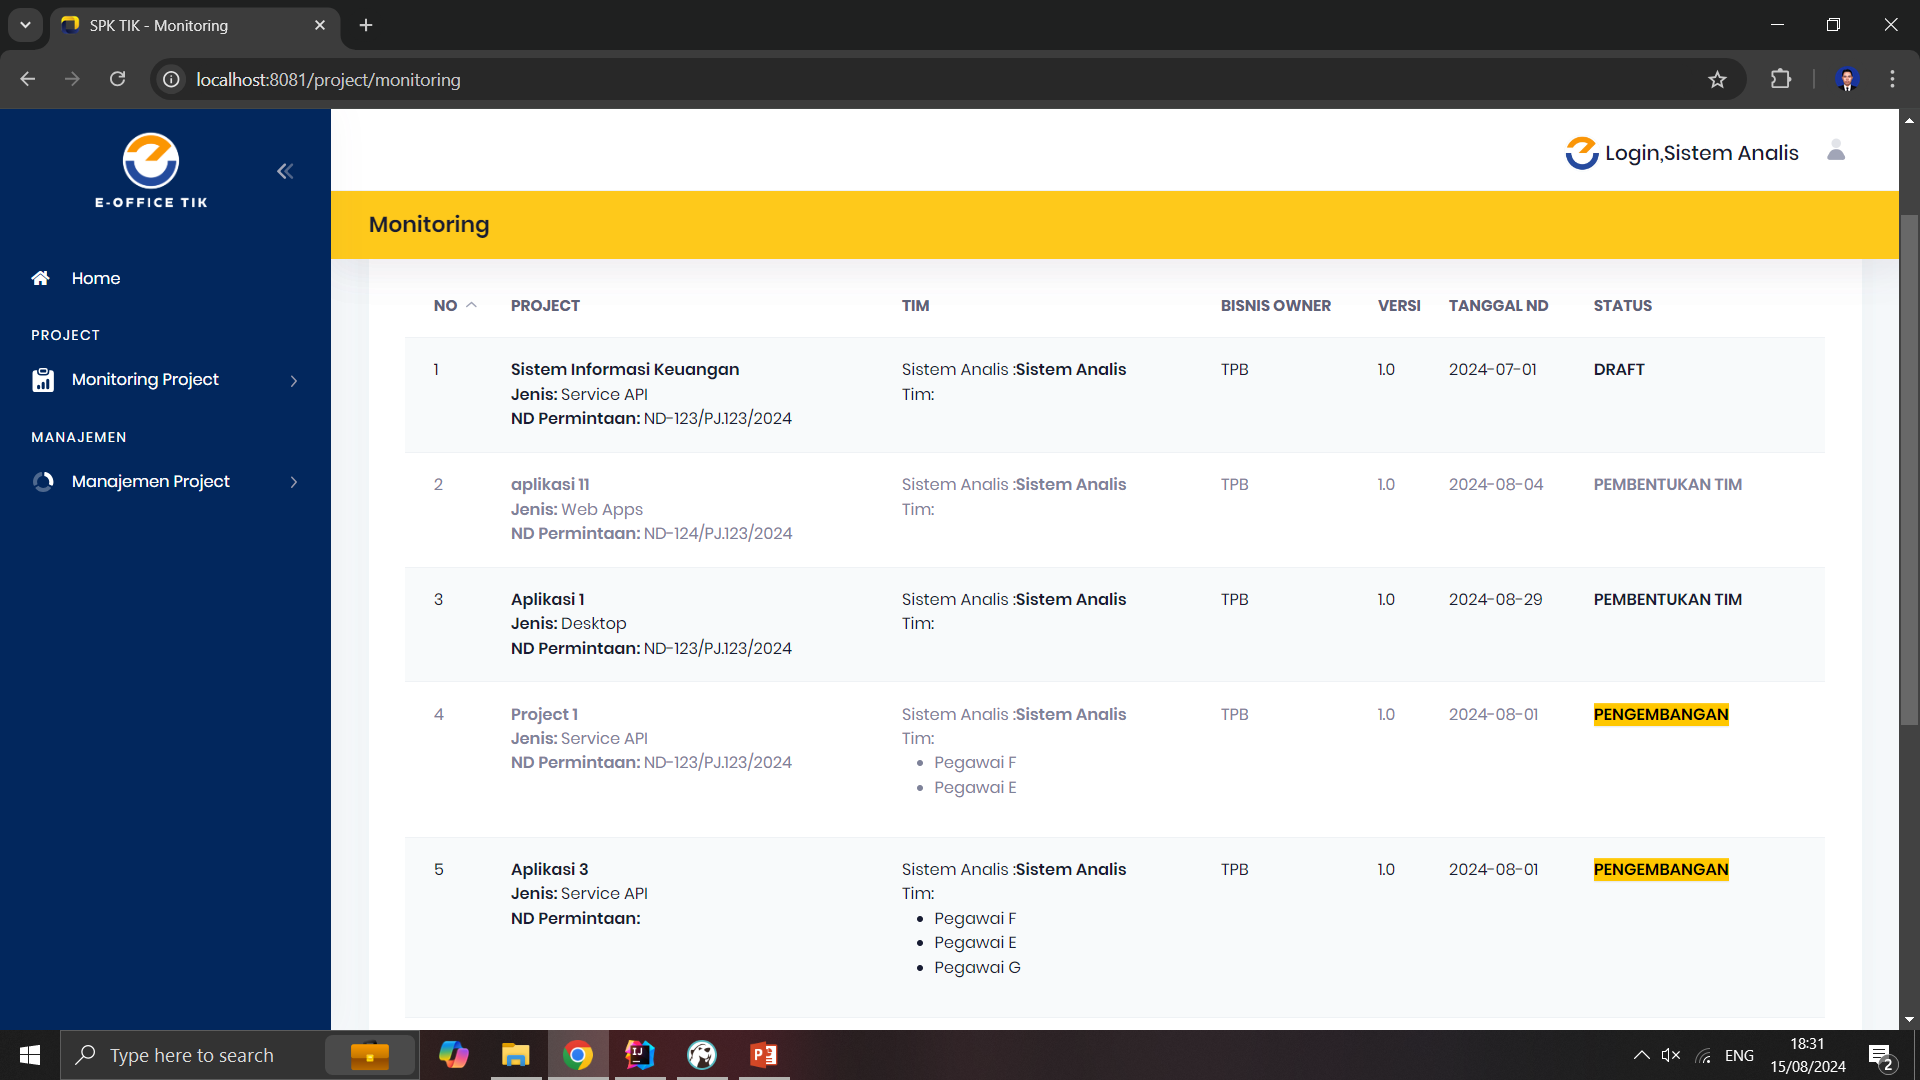 SPK TIK - Monitoring
localhost:8081/project/monitoring
E-OFFICE TIK
Login,Sistem Analis
Monitoring
Home
PROJECT
Monitoring Project
MANAJEMEN
Manajemen Project
NO PROJECT TIM BISNIS OWNER VERSI TANGGAL ND STATUS
1 Sistem Informasi Keuangan Sistem Analis :Sistem Analis TPB 1.0 2024-07-01 DRAFT
Jenis: Service API Tim:
ND Permintaan: ND-123/PJ.123/2024
2 aplikasi 11 Sistem Analis :Sistem Analis TPB 1.0 2024-08-04 PEMBENTUKAN TIM
Jenis: Web Apps Tim:
ND Permintaan: ND-124/PJ.123/2024
3 Aplikasi 1 Sistem Analis :Sistem Analis TPB 1.0 2024-08-29 PEMBENTUKAN TIM
Jenis: Desktop Tim:
ND Permintaan: ND-123/PJ.123/2024
4 Project 1 Sistem Analis :Sistem Analis TPB 1.0 2024-08-01 PENGEMBANGAN
Jenis: Service API Tim:
ND Permintaan: ND-123/PJ.123/2024 • Pegawai F
• Pegawai E
5 Aplikasi 3 Sistem Analis :Sistem Analis TPB 1.0 2024-08-01 PENGEMBANGAN
Jenis: Service API Tim:
ND Permintaan: • Pegawai F
• Pegawai E
• Pegawai G
Type here to search
ENG
18:31
15/08/2024
2